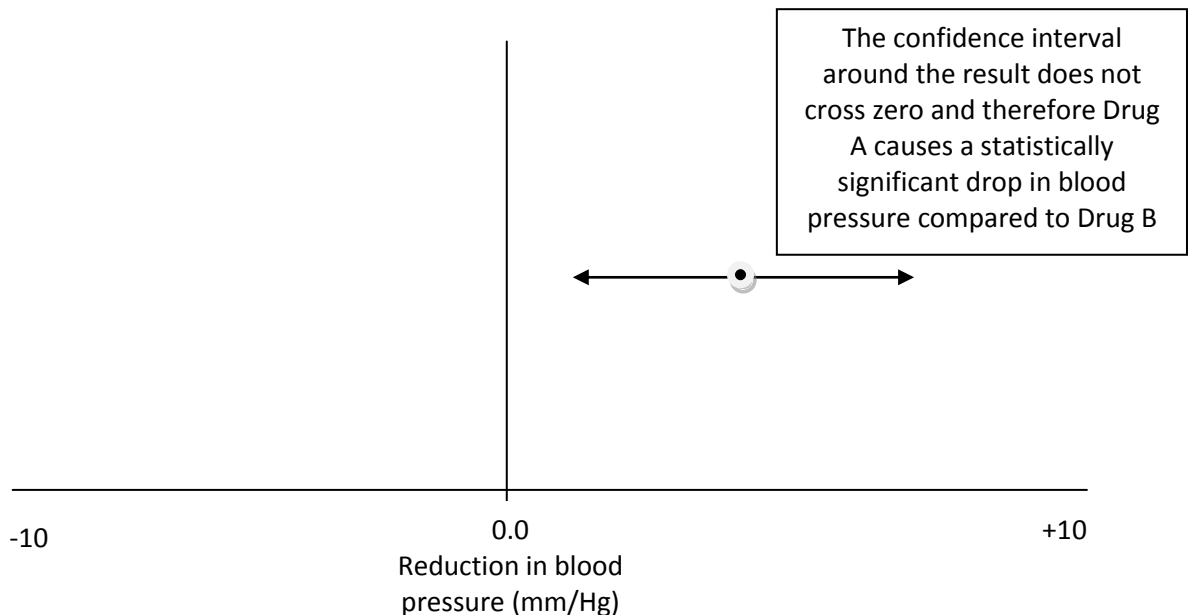 The confidence interval
around the result does not
cross zero and therefore Drug
A causes a statistically
significant drop in blood
pressure compared to Drug B
-10
0.0
+10
Reduction in blood
pressure (mm/Hg)